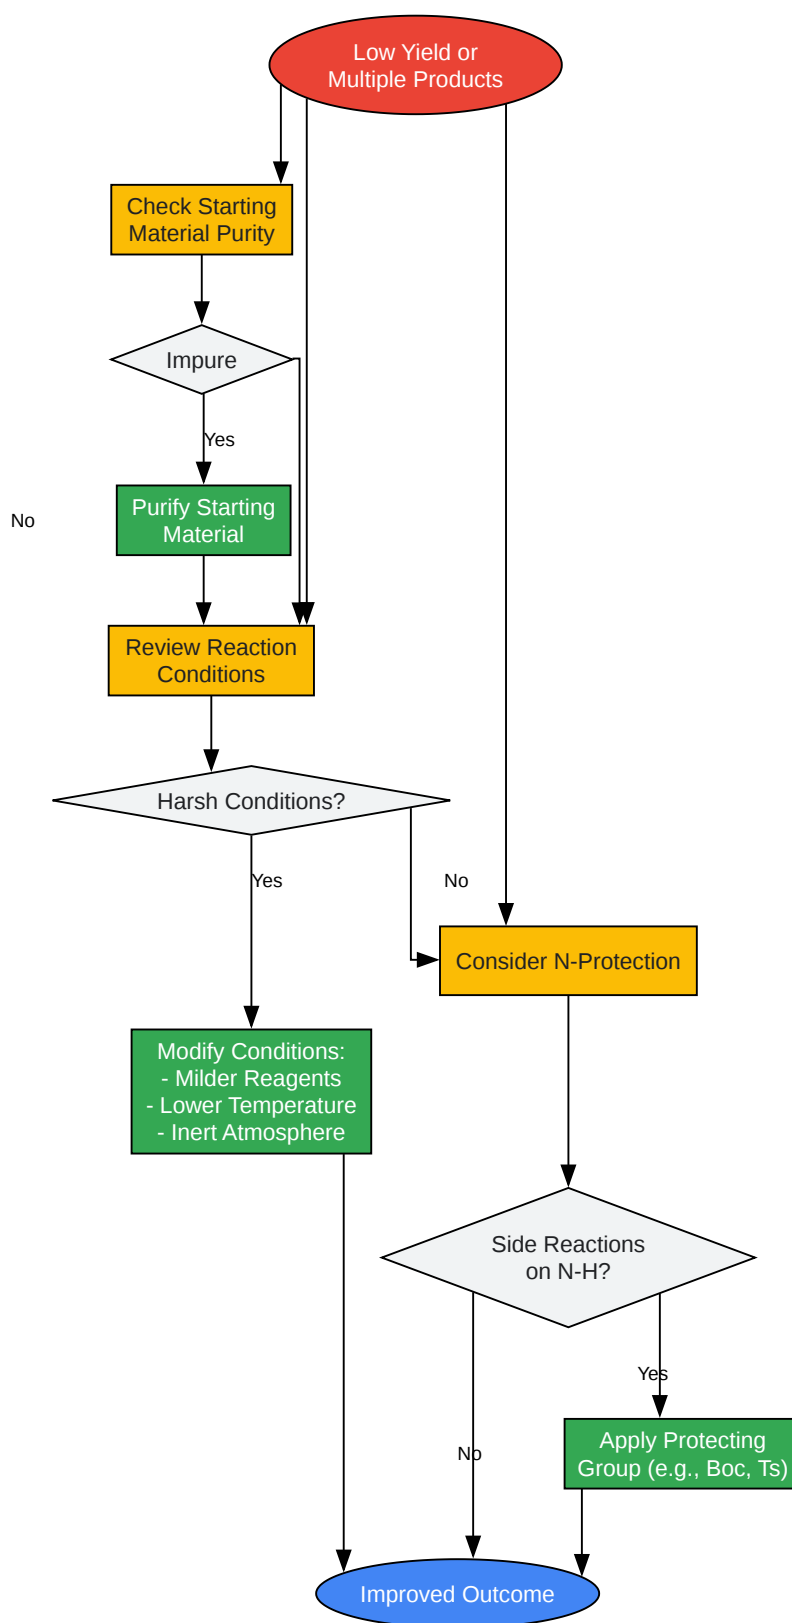 Low Yield or
Multiple Products
Check Starting
Material Purity
Impure
Yes
Purify Starting
Material
No
Review Reaction
Conditions
Harsh Conditions?
Yes
No
Consider N-Protection
Modify Conditions:
- Milder Reagents
- Lower Temperature
- Inert Atmosphere
Side Reactions
on N-H?
Yes
No
Apply Protecting
Group (e.g., Boc, Ts)
Improved Outcome